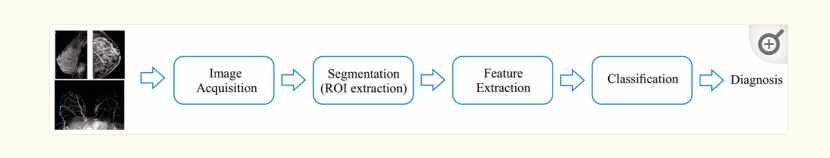 Image
Acquisition
Segmentation
(ROI extraction)
Feature
Extraction
Classification
Diagnosis